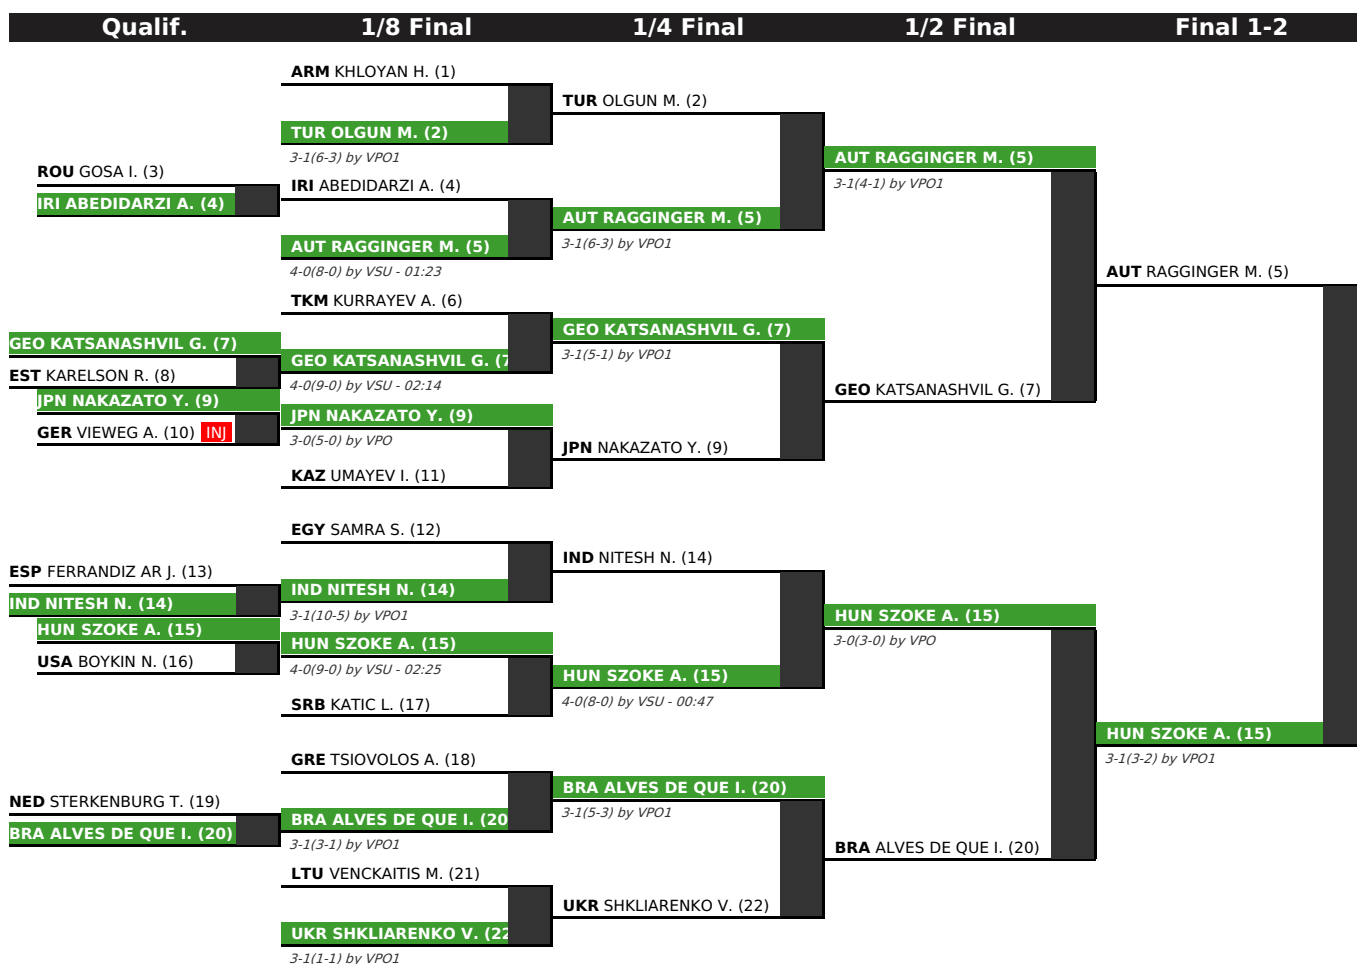 Qualif.
1/8 Final
1/4 Final
1/2 Final
Final 1-2
ROU GOSA I. (3)
IRI ABEDIDARZI A. (4)
GEO KATSANASHVIL G. (7)
EST KARELSON R. (8)
JPN NAKAZATO Y. (9)
GER VIEWEG A. (10) INJ
ESP FERRANDIZ AR J. (13)
IND NITESH N. (14)
HUN SZOKE A. (15)
USA BOYKIN N. (16)
NED STERKENBURG T. (19)
BRA ALVES DE QUE I. (20)
ARM KHLOYAN H. (1)
TUR OLGUN M. (2)
3-1(6-3) by VPO1
IRI ABEDIDARZI A. (4)
AUT RAGGINGER M. (5)
4-0(8-0) by VSU - 01:23
TKM KURRAYEV A. (6)
GEO KATSANASHVIL G. (7
4-0(9-0) by VSU - 02:14
JPN NAKAZATO Y. (9)
3-0(5-0) by VPO
KAZ UMAYEV I. (11)
EGY SAMRA S. (12)
IND NITESH N. (14)
3-1(10-5) by VPO1
HUN SZOKE A. (15)
4-0(9-0) by VSU - 02:25
SRB KATIC L. (17)
GRE TSIOVOLOS A. (18)
BRA ALVES DE QUE I. (20
3-1(3-1) by VPO1
LTU VENCKAITIS M. (21)
UKR SHKLIARENKO V. (22
3-1(1-1) by VPO1
TUR OLGUN M. (2)
AUT RAGGINGER M. (5)
3-1(6-3) by VPO1
GEO KATSANASHVIL G. (7)
3-1(5-1) by VPO1
JPN NAKAZATO Y. (9)
IND NITESH N. (14)
HUN SZOKE A. (15)
4-0(8-0) by VSU - 00:47
BRA ALVES DE QUE I. (20)
3-1(5-3) by VPO1
UKR SHKLIARENKO V. (22)
AUT RAGGINGER M. (5)
3-1(4-1) by VPO1
GEO KATSANASHVIL G. (7)
HUN SZOKE A. (15)
3-0(3-0) by VPO
BRA ALVES DE QUE I. (20)
AUT RAGGINGER M. (5)
HUN SZOKE A. (15)
3-1(3-2) by VPO1